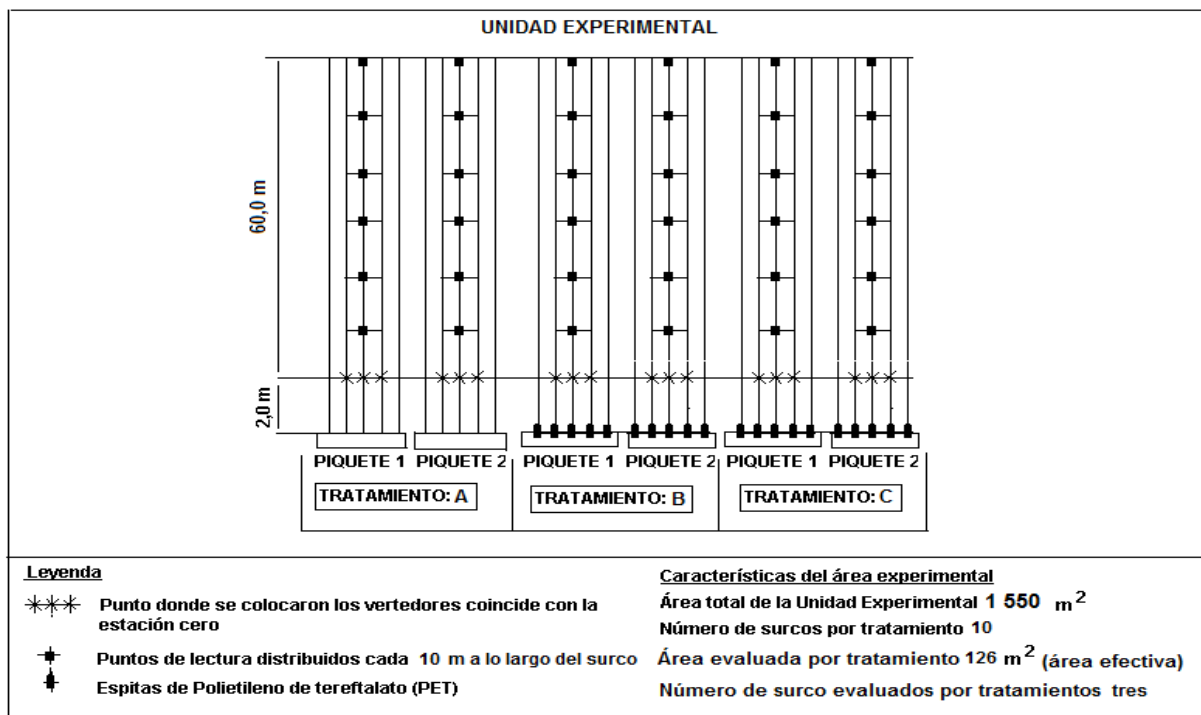 UNIDAD EXPERIMENTAL
60,0 m
2,0 m
PIQUETE 1 PIQUETE 2 PIQUETE 1 PIQUETE 2 PIQUETE 1 PIQUETE 2
TRATAMIENTO: A TRATAMIENTO: B TRATAMIENTO: C
Leyenda
Punto donde se colocaron los vertedores coincide con la
estación cero
Puntos de lectura distribuidos cada 10 m a lo largo del surco
Espitas de Polietileno de tereftalato (PET)
Características del área experimental
Área total de la Unidad Experimental 1 550 m²
Número de surcos por tratamiento 10
Área evaluada por tratamiento 126 m² (área efectiva)
Número de surco evaluados por tratamientos tres